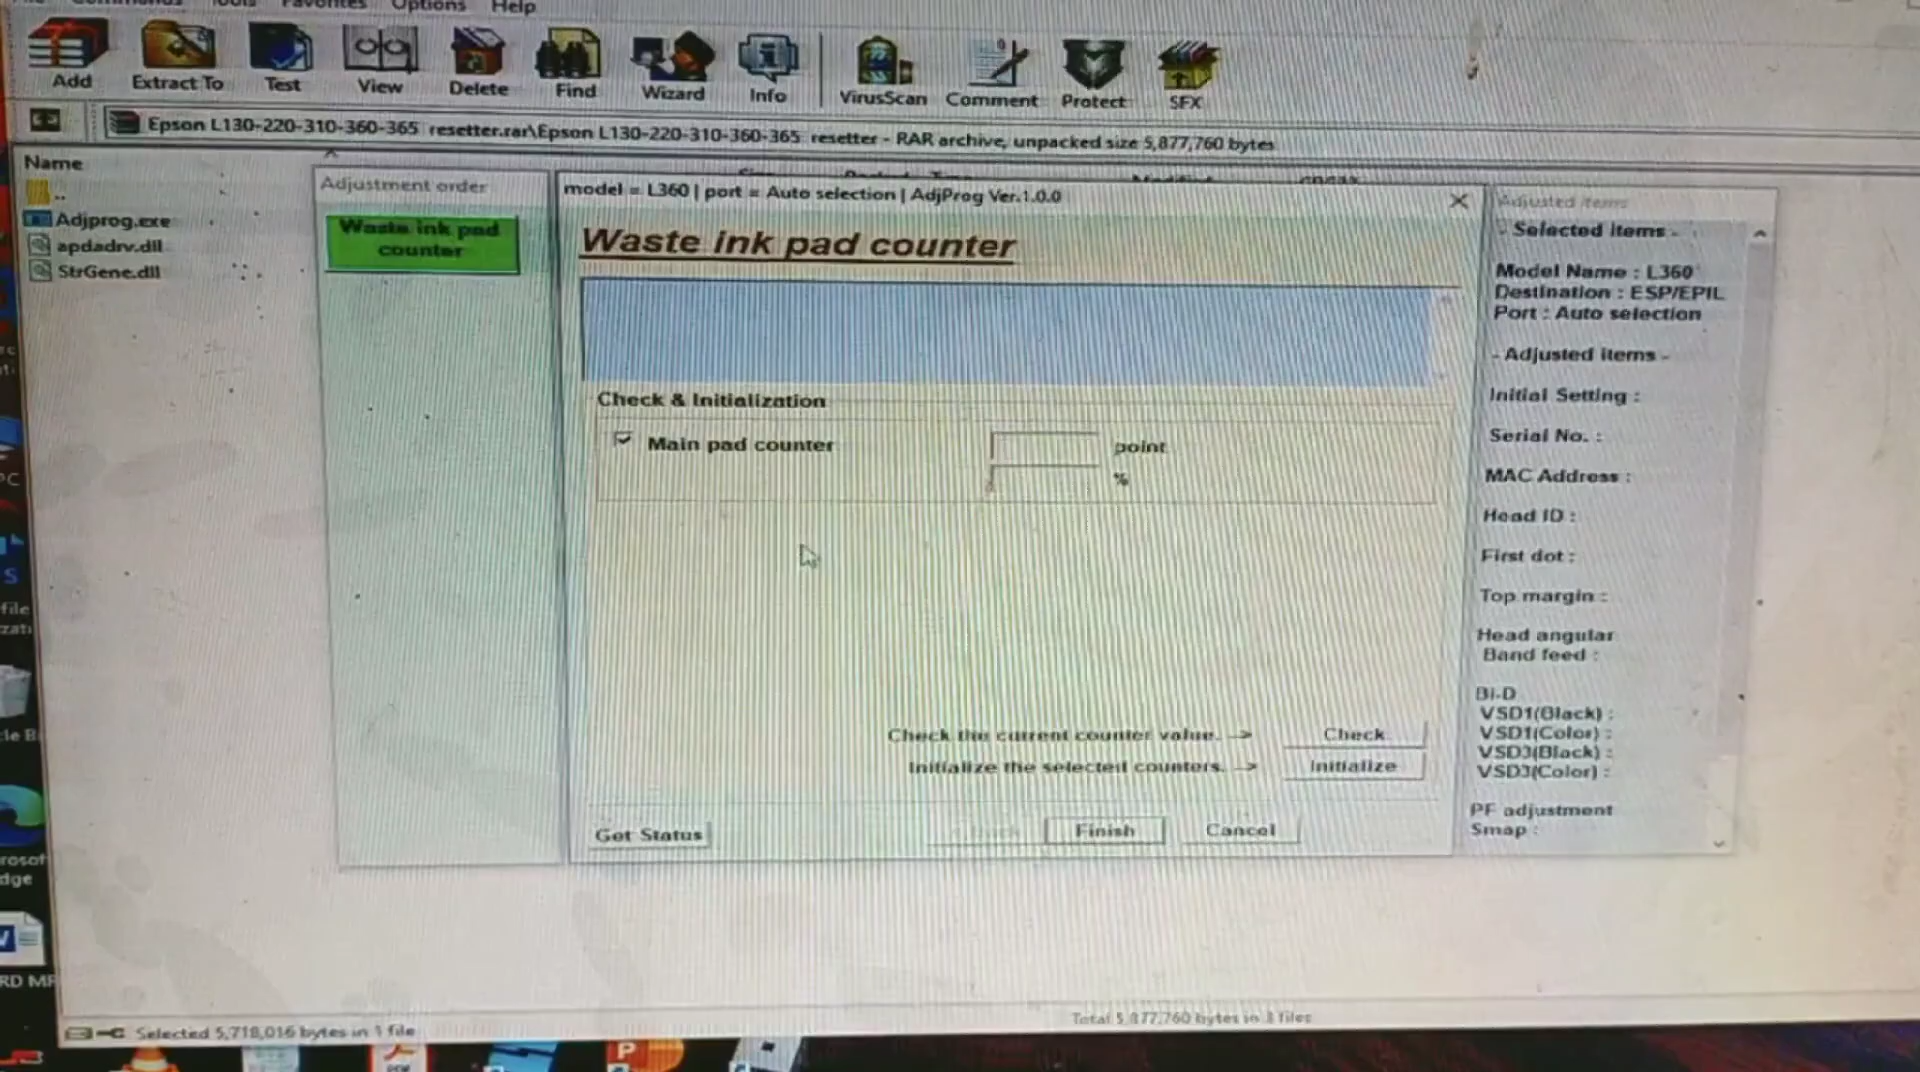 Commands Tools Favorites Options Help
Add Extract To Test View Delete Find Wizard Info VirusScan Comment Protect SFX
Epson L130-220-310-360-365 resetter.rar\Epson L130-220-310-360-365 resetter - RAR archive, unpacked size 5,877,760 bytes
Name
..
Adjprog.exe
apdadrv.dll
StrGene.dll
Adjustment order
Waste ink pad
counter
model = L360 | port = Auto selection | AdjProg Ver.1.0.0
Waste ink pad counter
Check & Initialization
Main pad counter
point
%
Check the current counter value. -->
Check
Initialize the selected counters. -->
Initialize
Get Status
Finish
Cancel
Adjusted items
- Selected items -
Model Name : L360
Destination : ESP/EPIL
Port : Auto selection
- Adjusted items -
Initial Setting :
Serial No. :
MAC Address :
Head ID :
First dot :
Top margin :
Head angular
Band feed :
Bi-D
VSD1(Black) :
VSD1(Color) :
VSD3(Black) :
VSD3(Color) :
PF adjustment
Smap :
Selected 5,718,016 bytes in 1 file
Total 5,877,760 bytes in 3 files